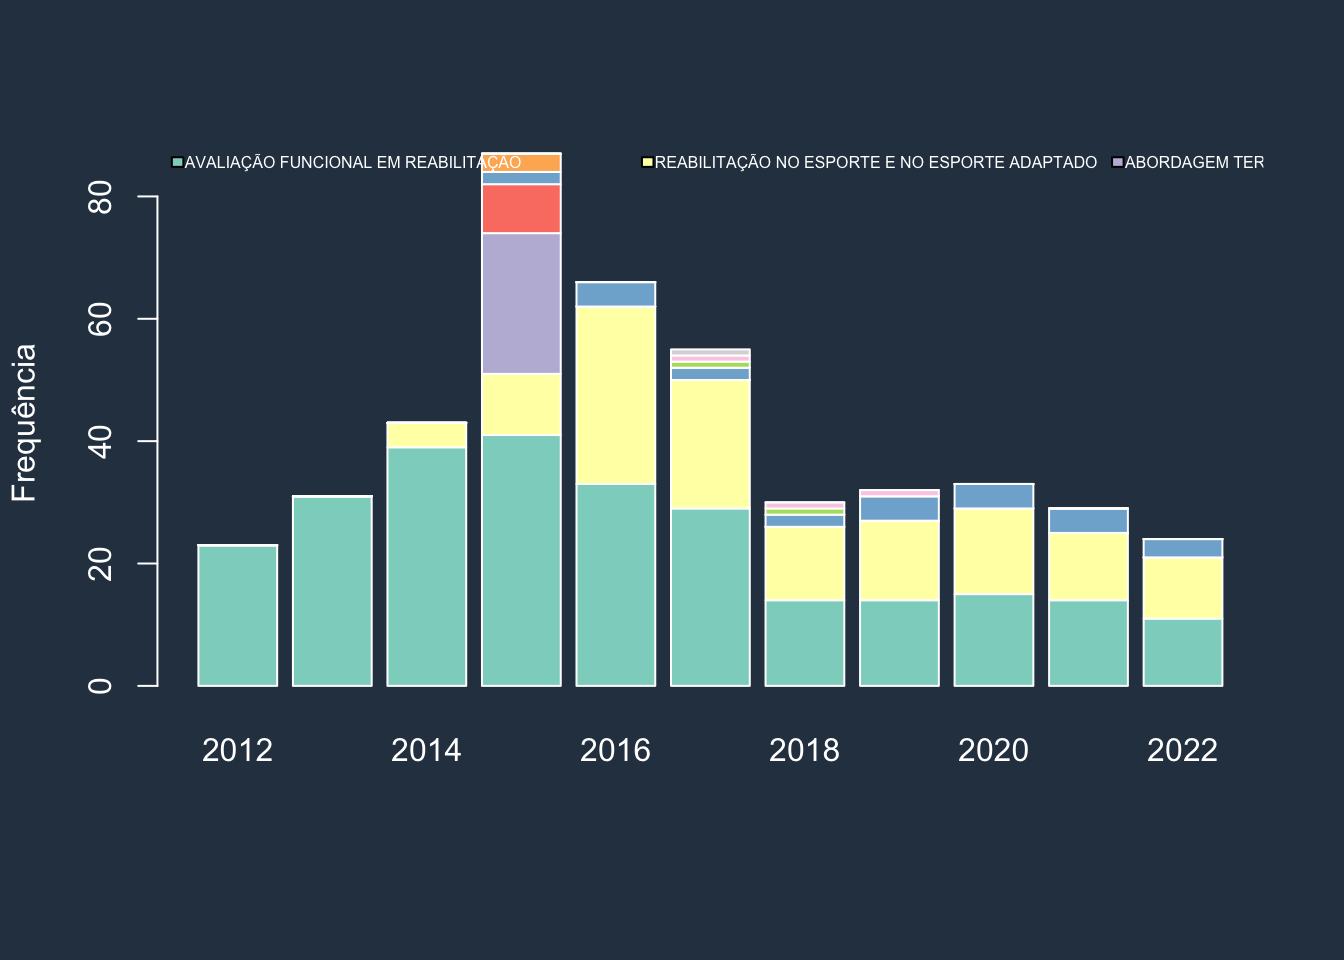 AVALIAÇÃO FUNCIONAL EM REABILITAÇÃO REABILITAÇÃO NO ESPORTE E NO ESPORTE ADAPTADO ABORDAGEM TER
80
60
40
20
0
Frequência
2012 2014 2016 2018 2020 2022